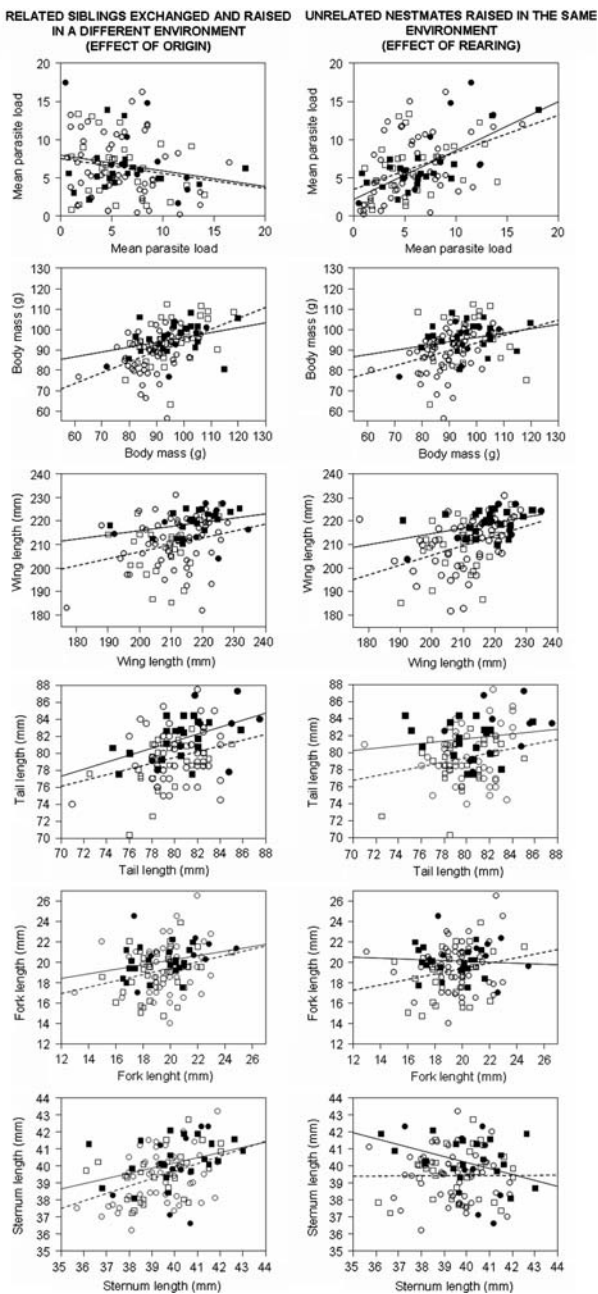 RELATED SIBLINGS EXCHANGED AND RAISED
IN A DIFFERENT ENVIRONMENT
(EFFECT OF ORIGIN)
UNRELATED NESTMATES RAISED IN THE SAME
ENVIRONMENT
(EFFECT OF REARING)
Mean parasite load
20
15
10
5
0
0 5 10 15 20
Mean parasite load
Mean parasite load
20
15
10
5
0
0 5 10 15 20
Mean parasite load
Body mass (g)
130
120
110
100
90
80
70
60
60 70 80 90 100 110 120 130
Body mass (g)
Body mass (g)
130
120
110
100
90
80
70
60
60 70 80 90 100 110 120 130
Body mass (g)
Wing length (mm)
240
230
220
210
200
190
180
180 190 200 210 220 230 240
Wing length (mm)
Wing length (mm)
240
230
220
210
200
190
180
180 190 200 210 220 230 240
Wing length (mm)
Tail length (mm)
88
86
84
82
80
78
76
74
72
70
70 72 74 76 78 80 82 84 86 88
Tail length (mm)
Tail length (mm)
88
86
84
82
80
78
76
74
72
70
70 72 74 76 78 80 82 84 86 88
Tail length (mm)
Fork length (mm)
28
26
24
22
20
18
16
14
12
12 14 16 18 20 22 24 26
Fork lenght (mm)
Fork length (mm)
28
26
24
22
20
18
16
14
12
12 14 16 18 20 22 24 26
Fork length (mm)
Sternum length (mm)
44
43
42
41
40
39
38
37
36
35
35 36 37 38 39 40 41 42 43 44
Sternum length (mm)
Sternum length (mm)
44
43
42
41
40
39
38
37
36
35
35 36 37 38 39 40 41 42 43 44
Sternum length (mm)